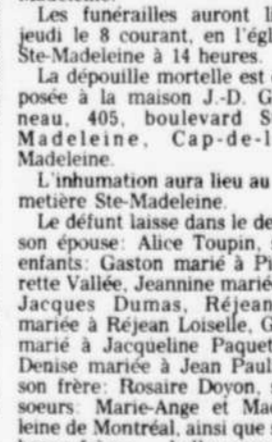 Les funérailles auront l
jeudi le 8 courant, en l'égl
Ste-Madeleine à 14 heures.
La dépouille mortelle est
posée à la maison J.-D. G
neau, 405, boulevard S
Madeleine, Cap-de-l
Madeleine.
L'inhumation aura lieu au
metière Ste-Madeleine.
Le défunt laisse dans le de
son épouse: Alice Toupin,
enfants: Gaston marié à Pi
rette Vallée, Jeannine marié
Jacques Dumas, Réjean
mariée à Réjean Loiselle, G
marié à Jacqueline Paquet
Denise mariée à Jean Paul
son frère: Rosaire Doyon,
soeurs: Marie-Ange et Ma
leine de Montréal, ainsi que